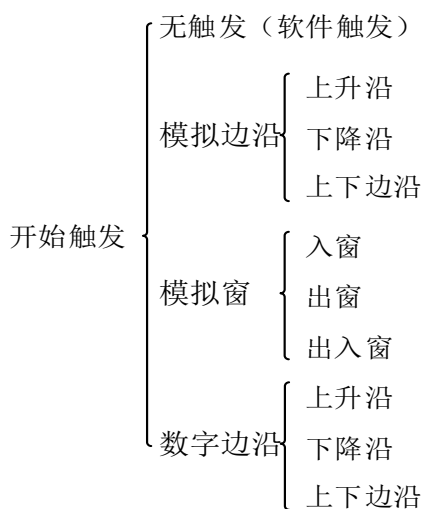 无触发（软件触发）
上升沿
模拟边沿
下降沿
上下边沿
开始触发
入窗
模拟窗
出窗
出入窗
上升沿
数字边沿
下降沿
上下边沿